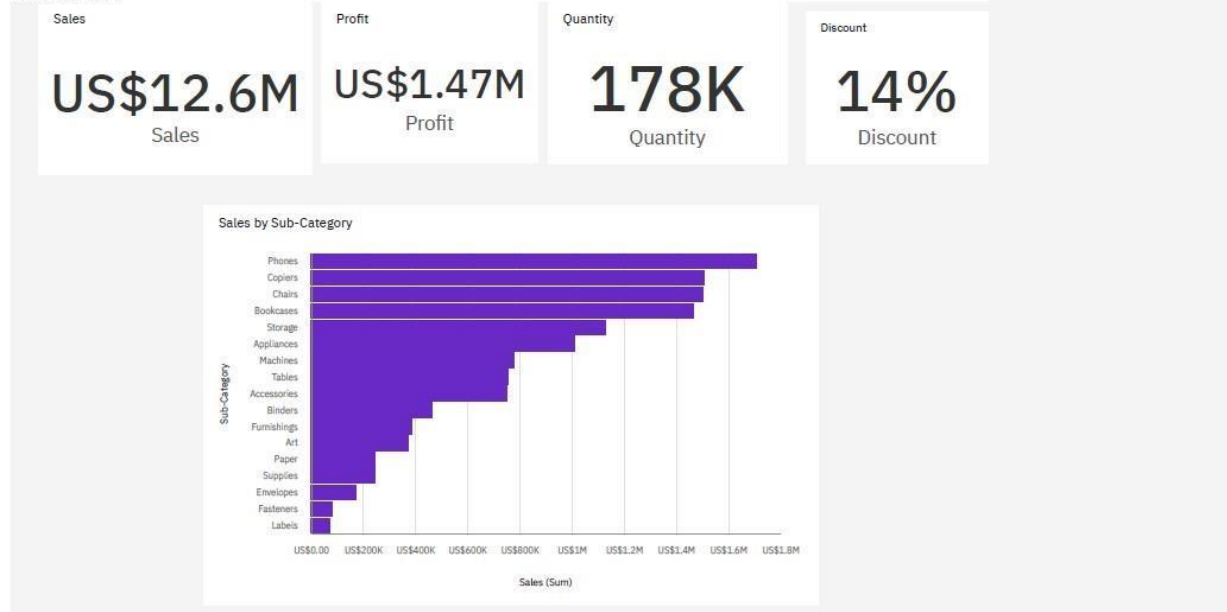 Sales
US$12.6M
Sales
Profit
US$1.47M
Profit
Quantity
178K
Quantity
Discount
14%
Discount
Sales by Sub-Category
Sub-Category
Phones
Copiers
Chairs
Bookcases
Storage
Appliances
Machines
Tables
Accessories
Binders
Furnishings
Art
Paper
Supplies
Envelopes
Fasteners
Labels
US$0.00 US$200K US$400K US$600K US$800K US$1M US$1.2M US$1.4M US$1.6M US$1.8M
Sales (Sum)